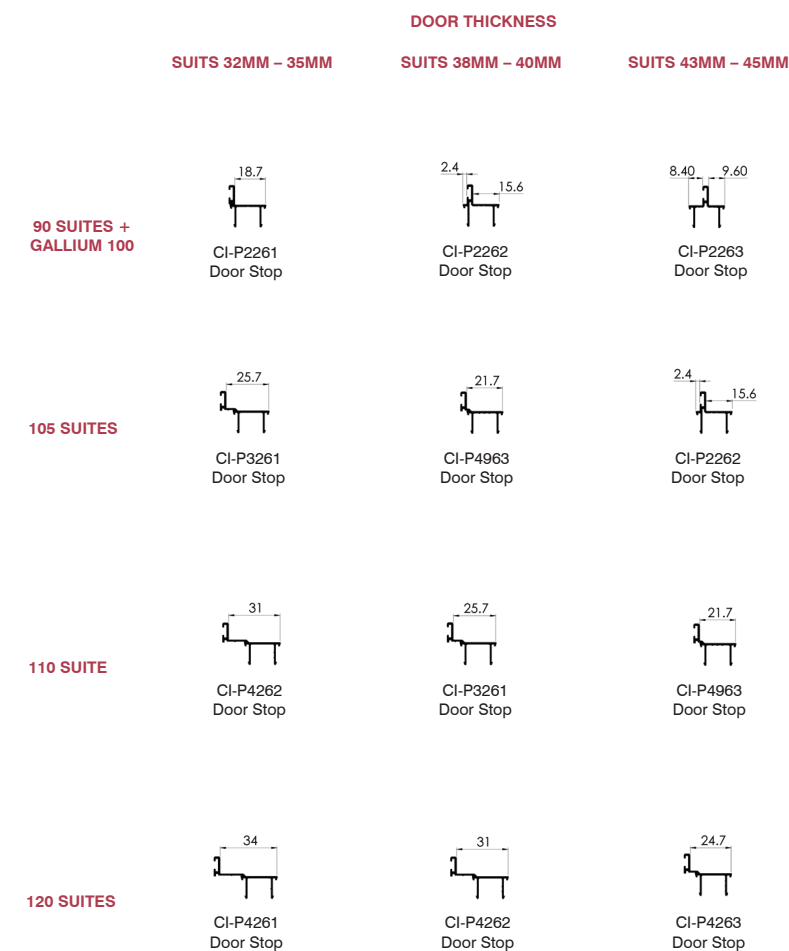 DOOR THICKNESS
SUITS 32MM – 35MM
SUITS 38MM – 40MM
SUITS 43MM – 45MM
90 SUITES +
GALLIUM 100
18.7
CI-P2261
Door Stop
2.4
15.6
CI-P2262
Door Stop
8.40
9.60
CI-P2263
Door Stop
105 SUITES
25.7
CI-P3261
Door Stop
21.7
CI-P4963
Door Stop
2.4
15.6
CI-P2262
Door Stop
110 SUITE
31
CI-P4262
Door Stop
25.7
CI-P3261
Door Stop
21.7
CI-P4963
Door Stop
120 SUITES
34
CI-P4261
Door Stop
31
CI-P4262
Door Stop
24.7
CI-P4263
Door Stop